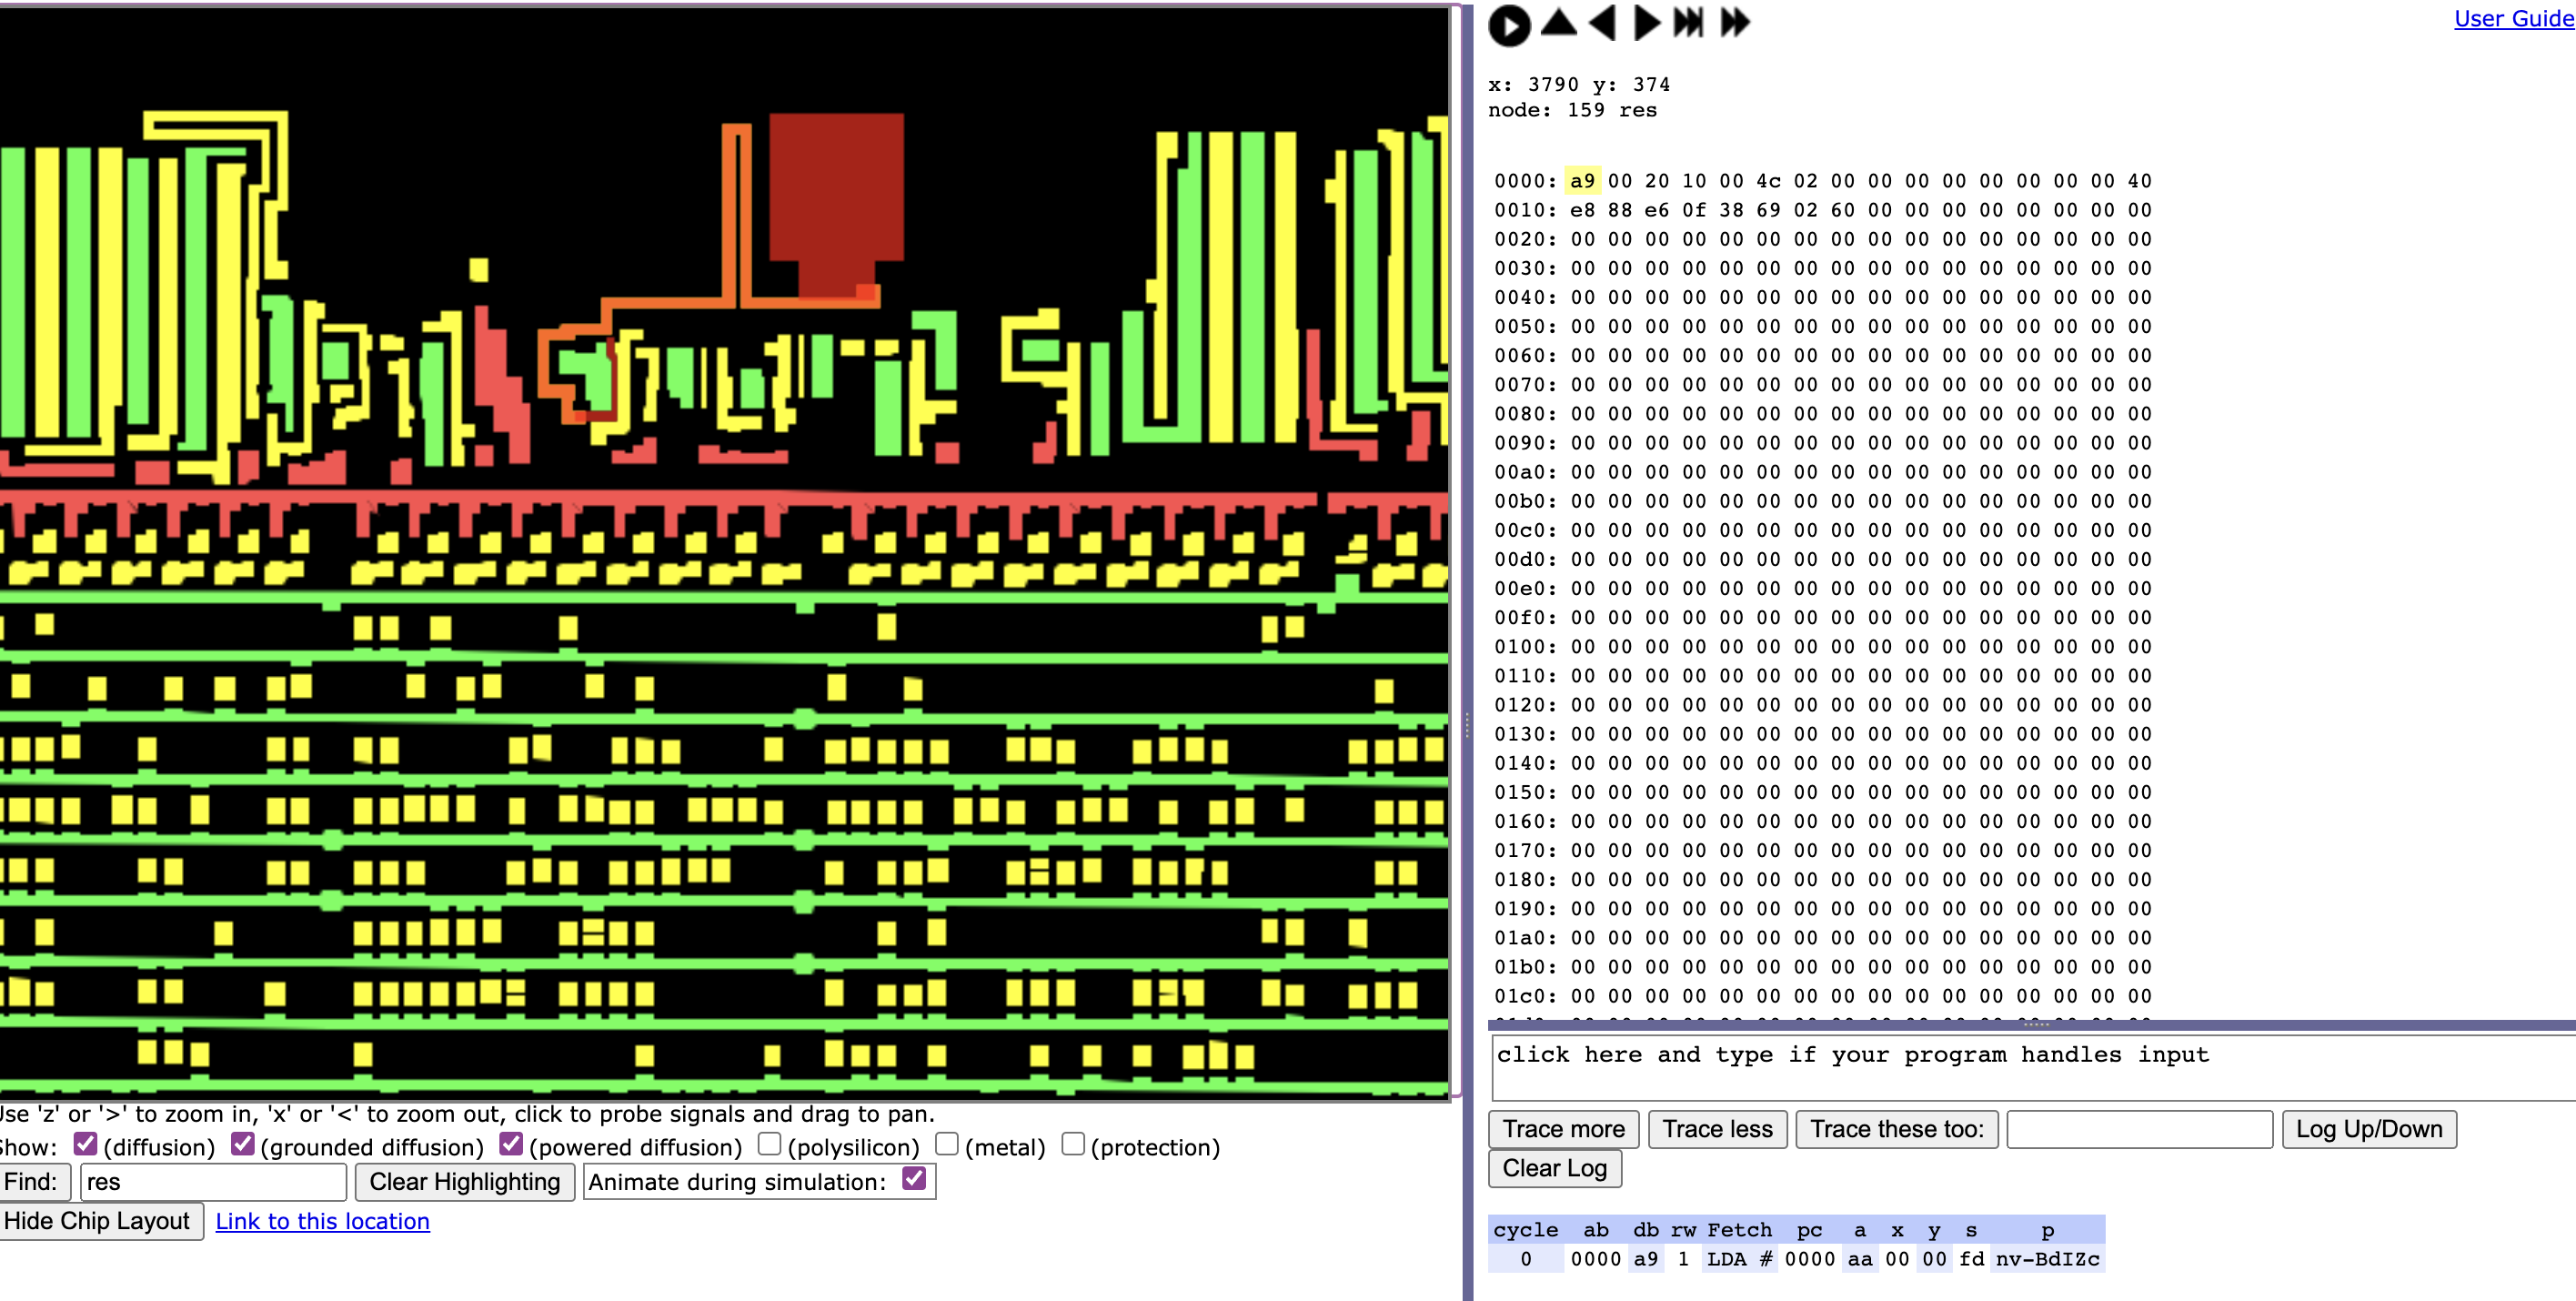 User Guide
x: 3790 y: 374
node: 159 res
0000: a9 00 20 10 00 4c 02 00 00 00 00 00 00 00 00 40
0010: e8 88 e6 0f 38 69 02 60 00 00 00 00 00 00 00 00
0020: 00 00 00 00 00 00 00 00 00 00 00 00 00 00 00 00
0030: 00 00 00 00 00 00 00 00 00 00 00 00 00 00 00 00
0040: 00 00 00 00 00 00 00 00 00 00 00 00 00 00 00 00
0050: 00 00 00 00 00 00 00 00 00 00 00 00 00 00 00 00
0060: 00 00 00 00 00 00 00 00 00 00 00 00 00 00 00 00
0070: 00 00 00 00 00 00 00 00 00 00 00 00 00 00 00 00
0080: 00 00 00 00 00 00 00 00 00 00 00 00 00 00 00 00
0090: 00 00 00 00 00 00 00 00 00 00 00 00 00 00 00 00
00a0: 00 00 00 00 00 00 00 00 00 00 00 00 00 00 00 00
00b0: 00 00 00 00 00 00 00 00 00 00 00 00 00 00 00 00
00c0: 00 00 00 00 00 00 00 00 00 00 00 00 00 00 00 00
00d0: 00 00 00 00 00 00 00 00 00 00 00 00 00 00 00 00
00e0: 00 00 00 00 00 00 00 00 00 00 00 00 00 00 00 00
00f0: 00 00 00 00 00 00 00 00 00 00 00 00 00 00 00 00
0100: 00 00 00 00 00 00 00 00 00 00 00 00 00 00 00 00
0110: 00 00 00 00 00 00 00 00 00 00 00 00 00 00 00 00
0120: 00 00 00 00 00 00 00 00 00 00 00 00 00 00 00 00
0130: 00 00 00 00 00 00 00 00 00 00 00 00 00 00 00 00
0140: 00 00 00 00 00 00 00 00 00 00 00 00 00 00 00 00
0150: 00 00 00 00 00 00 00 00 00 00 00 00 00 00 00 00
0160: 00 00 00 00 00 00 00 00 00 00 00 00 00 00 00 00
0170: 00 00 00 00 00 00 00 00 00 00 00 00 00 00 00 00
0180: 00 00 00 00 00 00 00 00 00 00 00 00 00 00 00 00
0190: 00 00 00 00 00 00 00 00 00 00 00 00 00 00 00 00
01a0: 00 00 00 00 00 00 00 00 00 00 00 00 00 00 00 00
01b0: 00 00 00 00 00 00 00 00 00 00 00 00 00 00 00 00
01c0: 00 00 00 00 00 00 00 00 00 00 00 00 00 00 00 00
click here and type if your program handles input
Trace more Trace less Trace these too: Log Up/Down
Clear Log
cycle ab db rw Fetch pc a x y s p
0 0000 a9 1 LDA # 0000 aa 00 00 fd nv-BdIZc
Use 'z' or '>' to zoom in, 'x' or '<' to zoom out, click to probe signals and drag to pan.
Show: (diffusion) (grounded diffusion) (powered diffusion) (polysilicon) (metal) (protection)
Find: res Clear Highlighting Animate during simulation:
Hide Chip Layout Link to this location